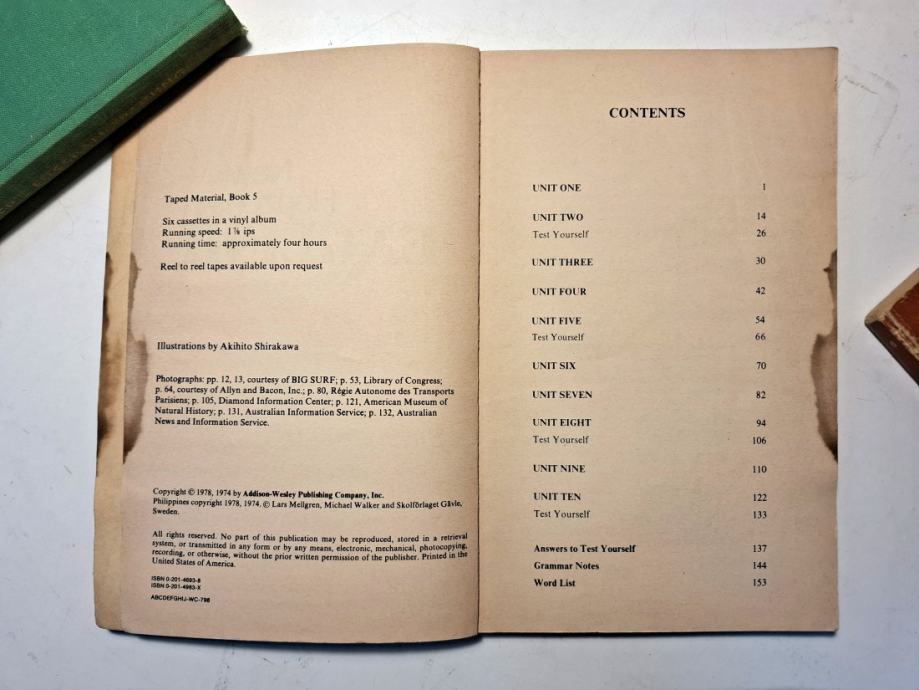 Taped Material, Book 5
Six cassettes in a vinyl album
Running speed: 1⅞ ips
Running time: approximately four hours
Reel to reel tapes available upon request
Illustrations by Akihito Shirakawa
Photographs: pp. 12, 13, courtesy of BIG SURF; p. 53, Library of Congress;
p. 64, courtesy of Allyn and Bacon, Inc.; p. 80, Régie Autonome des Transports
Parisiens; p. 105, Diamond Information Center; p. 121, American Museum of
Natural History; p. 131, Australian Information Service; p. 132, Australian
News and Information Service.
Copyright © 1978, 1974 by Addison-Wesley Publishing Company, Inc.
Philippines copyright 1978, 1974. © Lars Mellgren, Michael Walker and Skolförlaget Gävle,
Sweden.
All rights reserved. No part of this publication may be reproduced, stored in a retrieval
system, or transmitted in any form or by any means, electronic, mechanical, photocopying,
recording, or otherwise, without the prior written permission of the publisher. Printed in the
United States of America.
ISBN 0-201-4693-8
ISBN 0-201-4983-X
ABCDEFGHIJ-WC-798
CONTENTS
UNIT ONE 1
UNIT TWO 14
Test Yourself 26
UNIT THREE 30
UNIT FOUR 42
UNIT FIVE 54
Test Yourself 66
UNIT SIX 70
UNIT SEVEN 82
UNIT EIGHT 94
Test Yourself 106
UNIT NINE 110
UNIT TEN 122
Test Yourself 133
Answers to Test Yourself 137
Grammar Notes 144
Word List 153